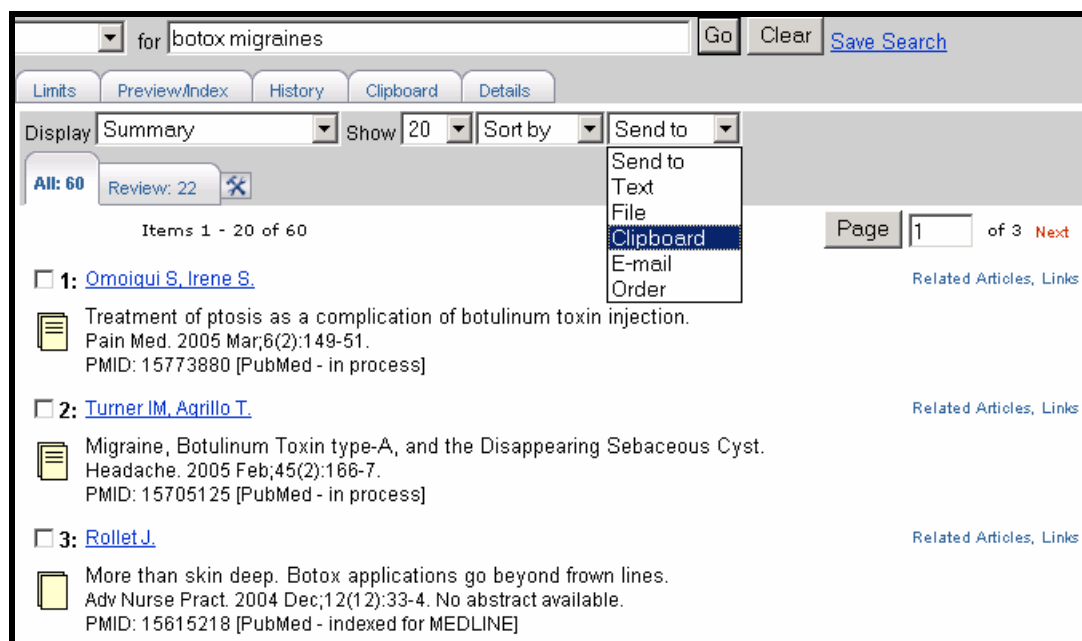 for botox migraines Go Clear Save Search
Limits Preview/Index History Clipboard Details
Display Summary Show 20 Sort by Send to
Send to
Text
File
Clipboard
E-mail
Order
All: 60 Review: 22
Items 1 - 20 of 60 Page 1 of 3 Next
1: Omoigui S, Irene S. Related Articles, Links
Treatment of ptosis as a complication of botulinum toxin injection.
Pain Med. 2005 Mar;6(2):149-51.
PMID: 15773880 [PubMed - in process]
2: Turner IM, Agrillo T. Related Articles, Links
Migraine, Botulinum Toxin type-A, and the Disappearing Sebaceous Cyst.
Headache. 2005 Feb;45(2):166-7.
PMID: 15705125 [PubMed - in process]
3: Rollet J. Related Articles, Links
More than skin deep. Botox applications go beyond frown lines.
Adv Nurse Pract. 2004 Dec;12(12):33-4. No abstract available.
PMID: 15615218 [PubMed - indexed for MEDLINE]